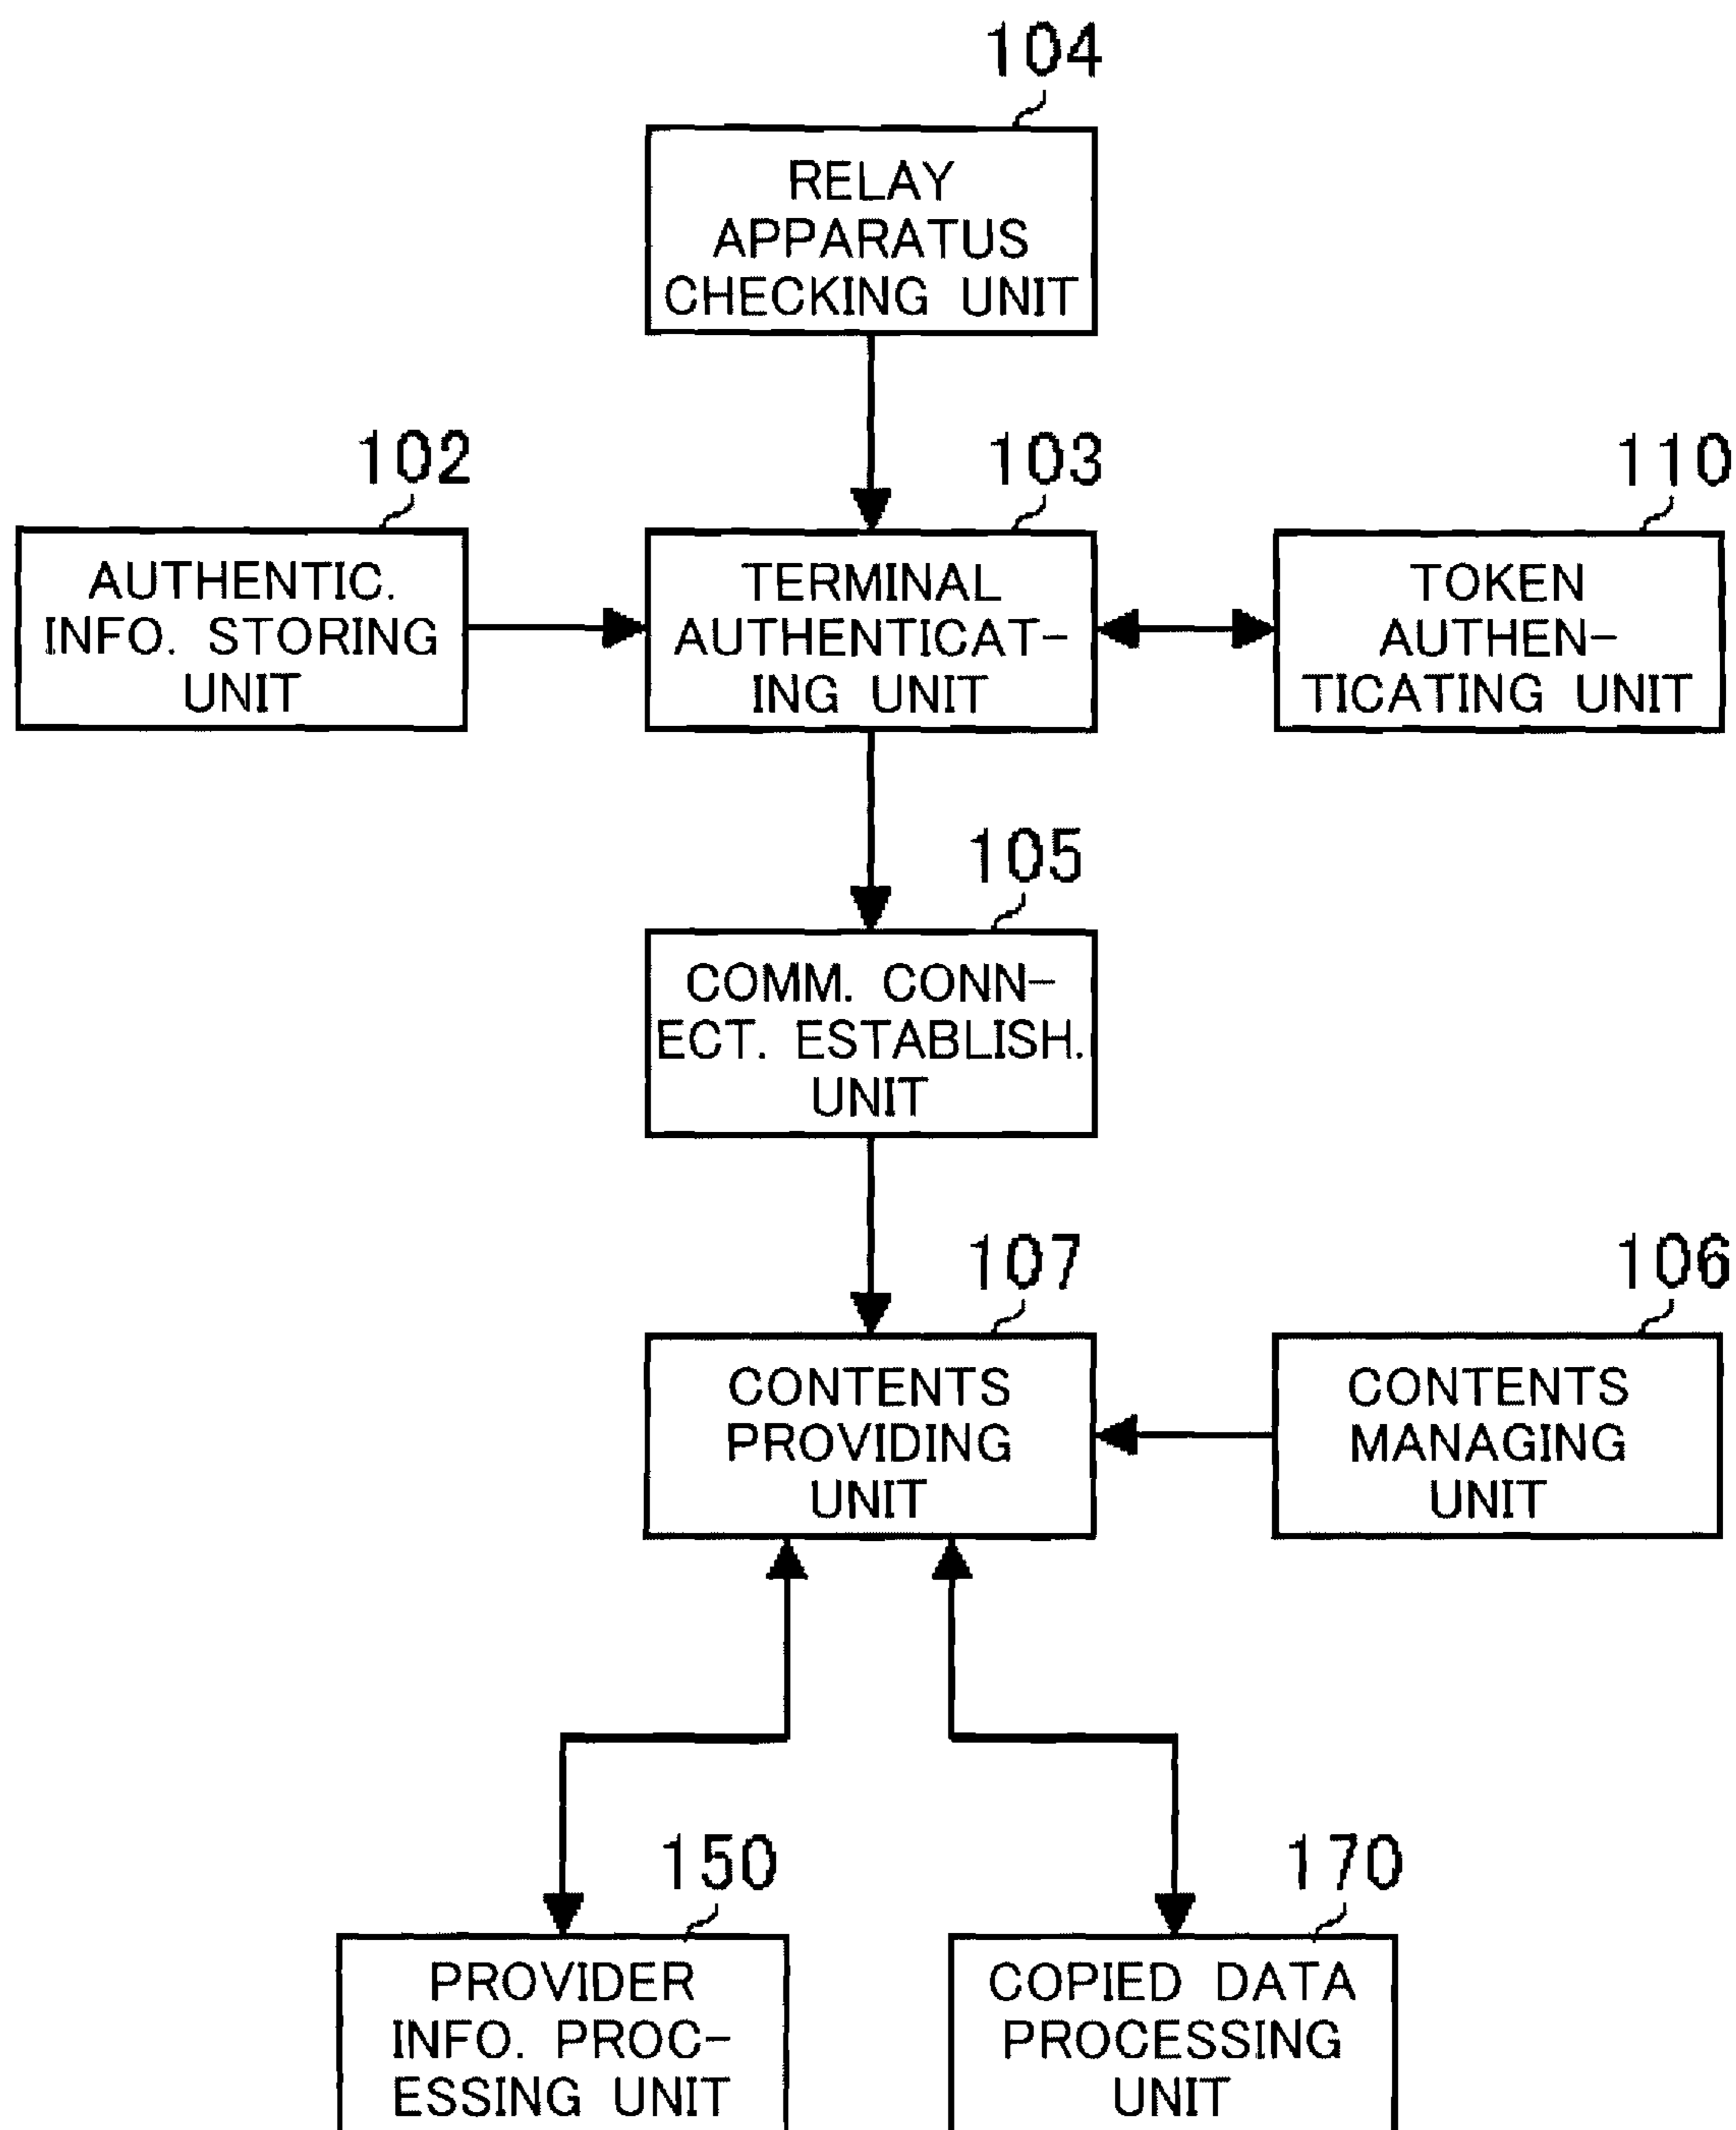 104
RELAY
APPARATUS
CHECKING UNIT
102
AUTHENTIC.
INFO. STORING
UNIT
103
TERMINAL
AUTHENTICAT-
ING UNIT
110
TOKEN
AUTHEN-
TICATING UNIT
105
COMM. CONN-
ECT. ESTABLISH.
UNIT
107
CONTENTS
PROVIDING
UNIT
106
CONTENTS
MANAGING
UNIT
150
PROVIDER
INFO. PROC-
ESSING UNIT
170
COPIED DATA
PROCESSING
UNIT